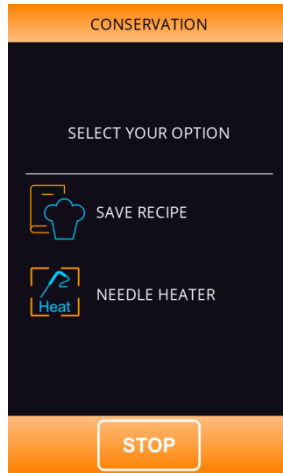 CONSERVATION
SELECT YOUR OPTION
SAVE RECIPE
Heat
NEEDLE HEATER
STOP